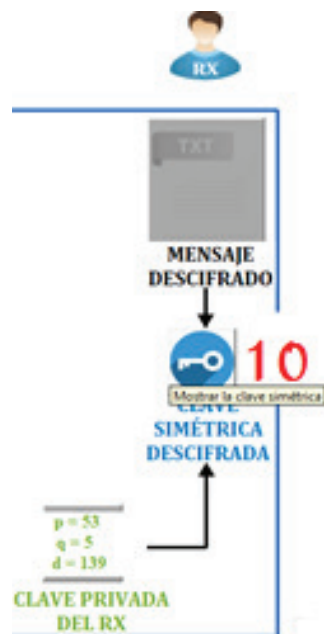 RX
TXT
MENSAJE
DESCIFRADO
10
Mostrar la clave simétrica
CLAVE
SIMÉTRICA
DESCIFRADA
p = 53
q = 5
d = 139
CLAVE PRIVADA
DEL RX